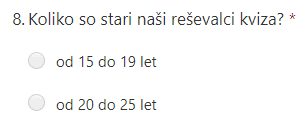 8. Koliko so stari naši reševalci kviza? *
od 15 do 19 let
od 20 do 25 let